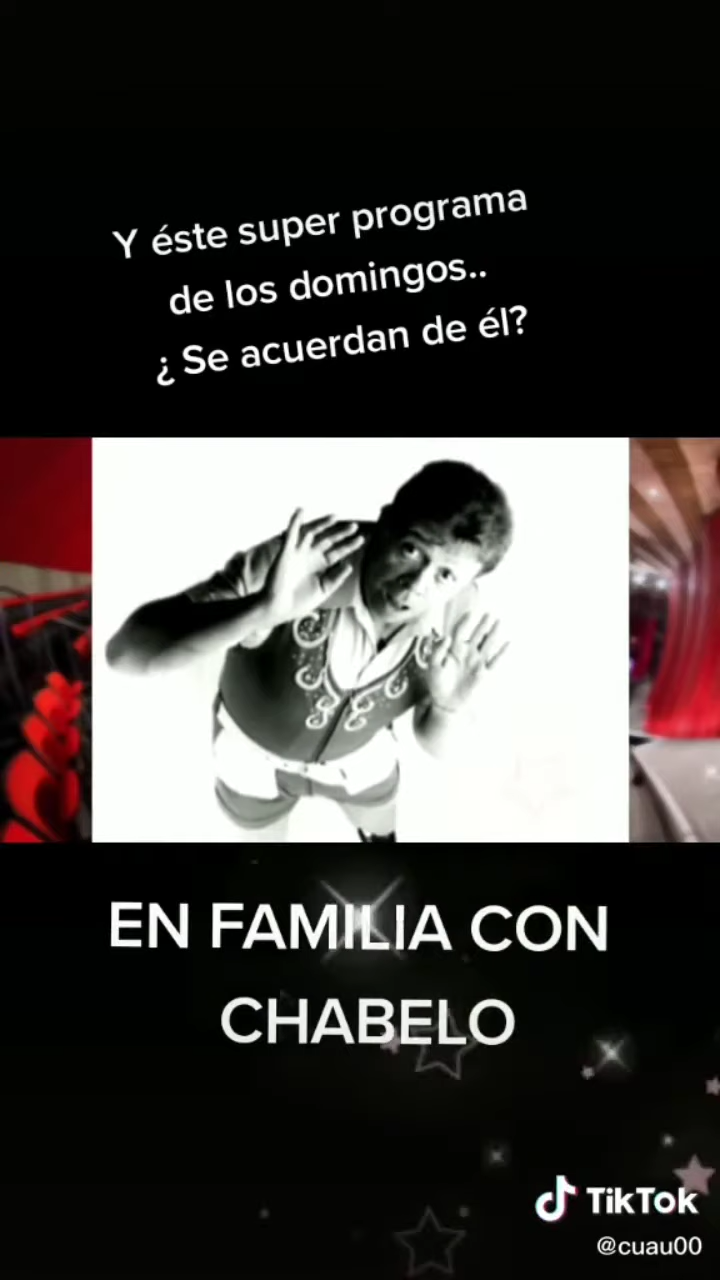 Y éste super programa
de los domingos..
¿ Se acuerdan de él?
EN FAMILIA CON
CHABELO
TikTok
@cuau00